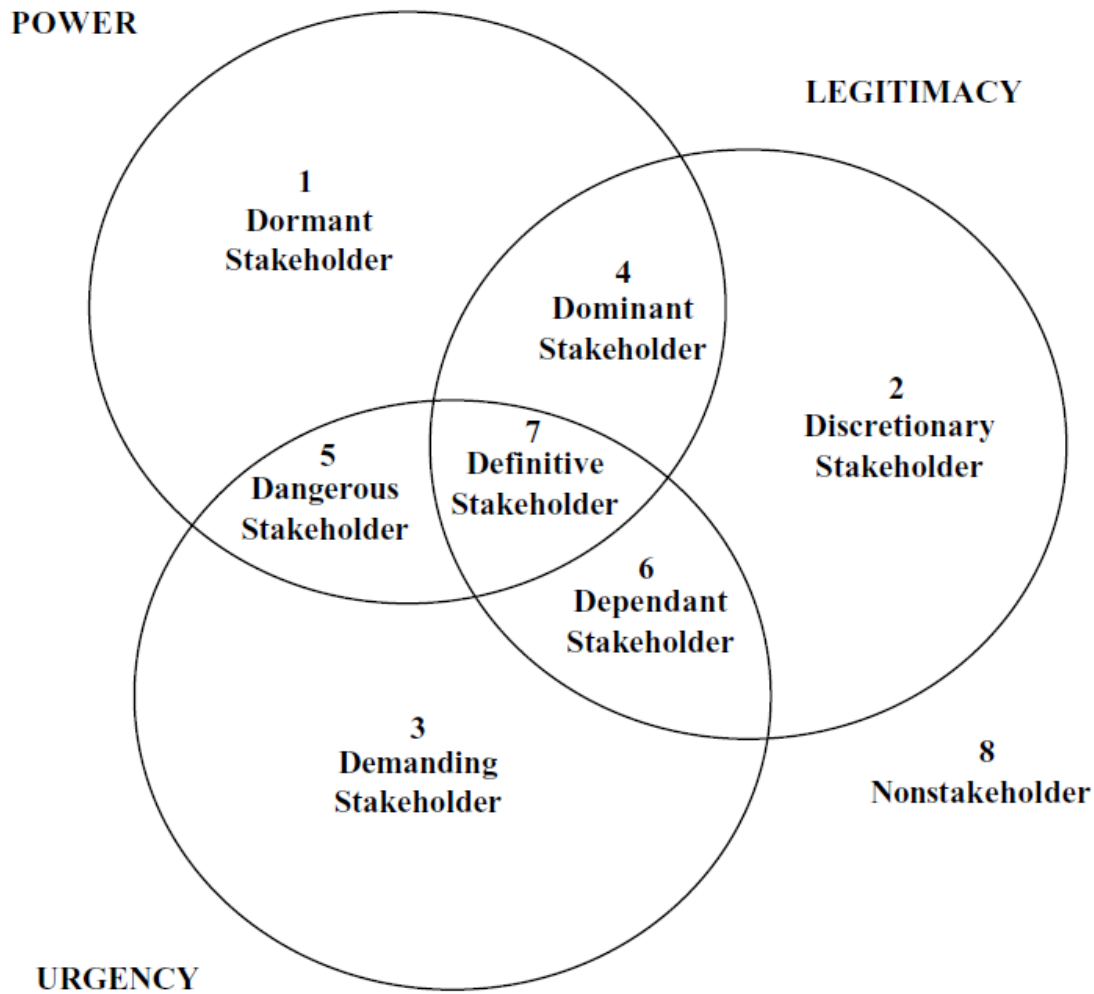 POWER
LEGITIMACY
1
Dormant
Stakeholder
4
Dominant
Stakeholder
2
Discretionary
Stakeholder
5
Dangerous
Stakeholder
7
Definitive
Stakeholder
6
Dependant
Stakeholder
3
Demanding
Stakeholder
8
Nonstakeholder
URGENCY